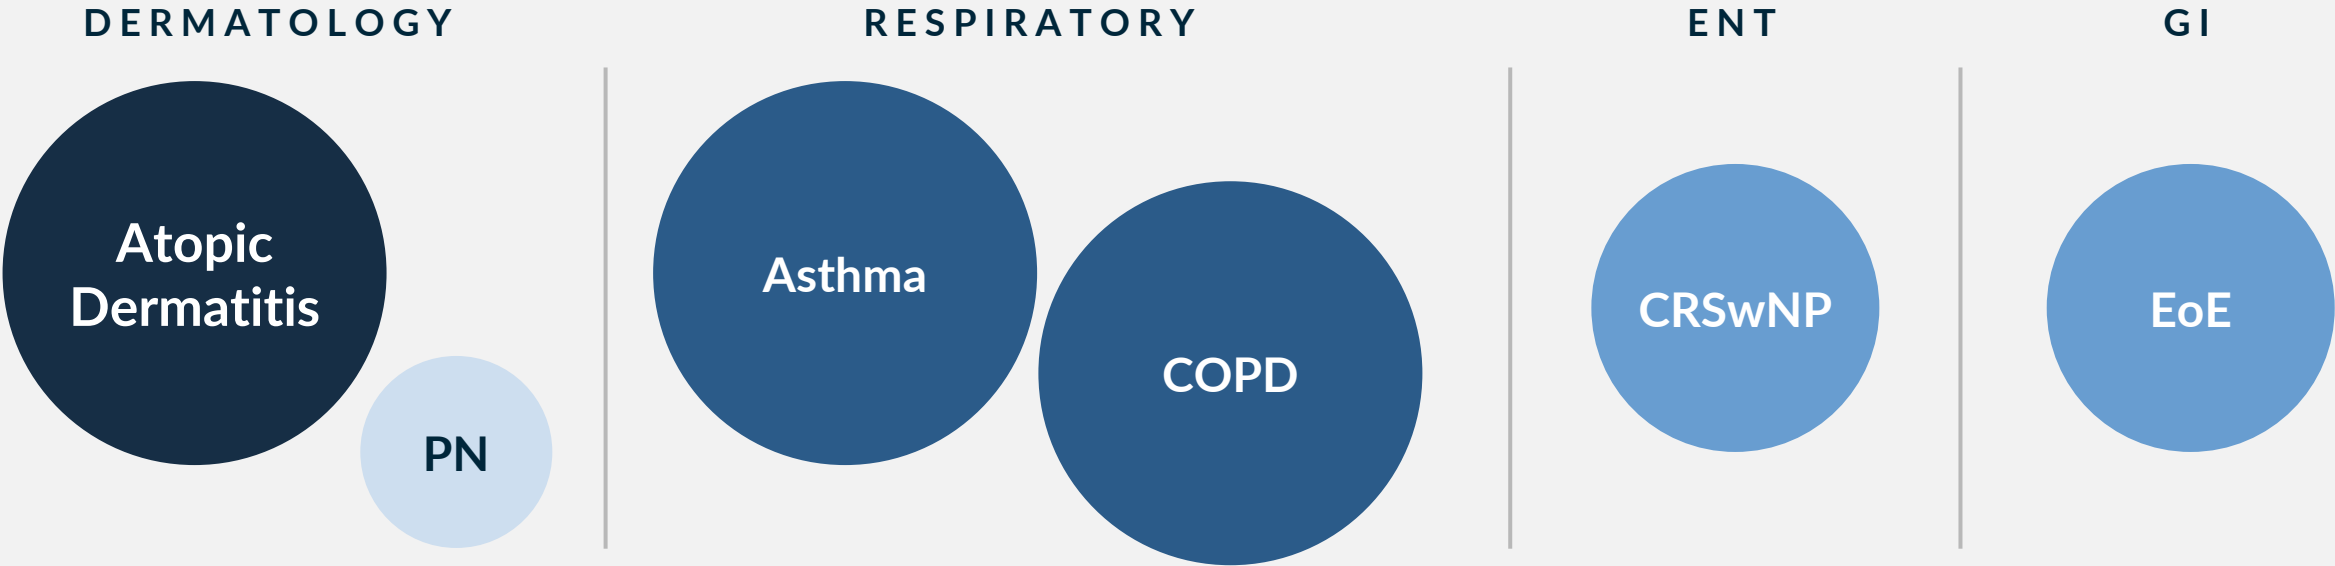 DERMATOLOGY
Atopic
Dermatitis
PN
RESPIRATORY
Asthma
COPD
ENT
CRSwNP
GI
EoE